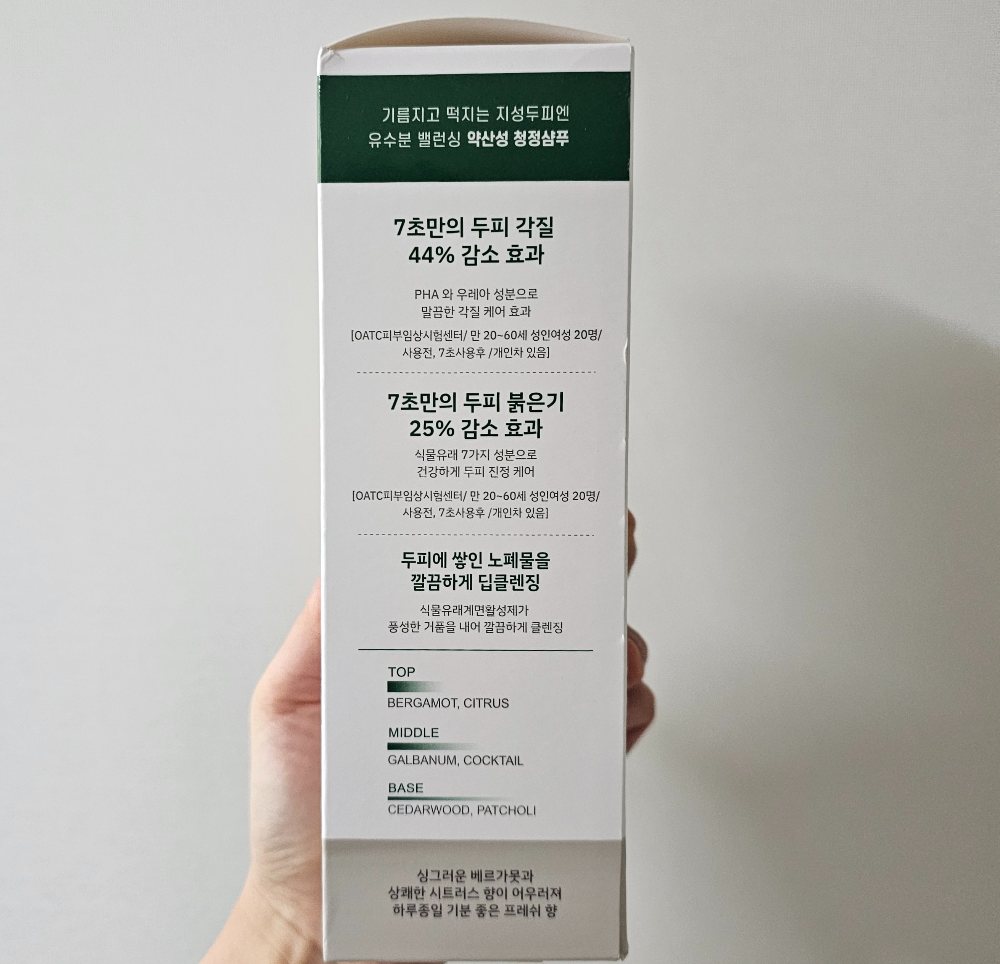 기름지고 떡지는 지성두피엔
유수분 밸런싱 약산성 청정샴푸
7초만의 두피 각질
44% 감소 효과
PHA 와 우레아 성분으로
말끔한 각질 케어 효과
[OATC피부임상시험센터/ 만 20~60세 성인여성 20명/
사용전, 7초사용후 /개인차 있음]
7초만의 두피 붉은기
25% 감소 효과
식물유래 7가지 성분으로
건강하게 두피 진정 케어
[OATC피부임상시험센터/ 만 20~60세 성인여성 20명/
사용전, 7초사용후 /개인차 있음]
두피에 쌓인 노폐물을
깔끔하게 딥클렌징
식물유래계면활성제가
풍성한 거품을 내어 깔끔하게 클렌징
TOP
BERGAMOT, CITRUS
MIDDLE
GALBANUM, COCKTAIL
BASE
CEDARWOOD, PATCHOLI
싱그러운 베르가못과
상쾌한 시트러스 향이 어우러져
하루종일 기분 좋은 프레쉬 향